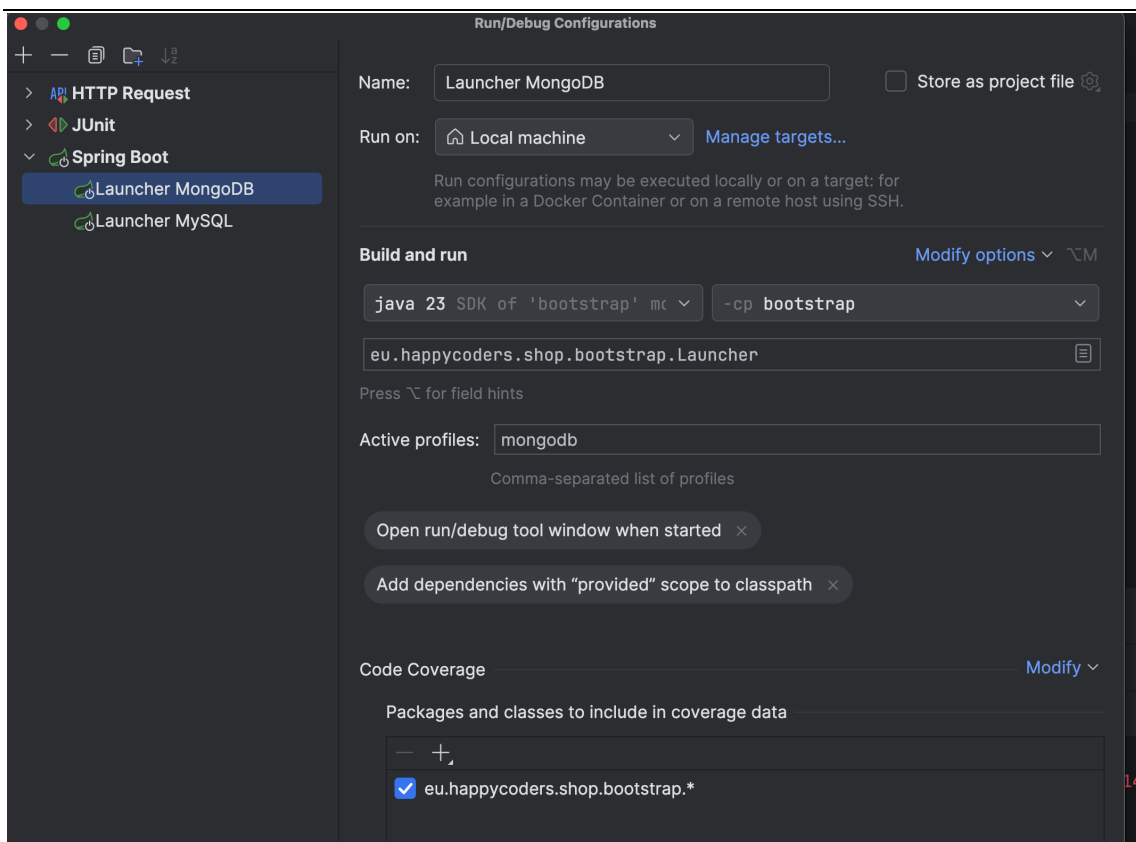 Run/Debug Configurations
HTTP Request
JUnit
Spring Boot
Launcher MongoDB
Launcher MySQL
Name: Launcher MongoDB
Store as project file
Run on: Local machine Manage targets...
Run configurations may be executed locally or on a target: for
example in a Docker Container or on a remote host using SSH.
Build and run Modify options ⌥M
java 23 SDK of 'bootstrap' mo -cp bootstrap
eu.happycoders.shop.bootstrap.Launcher
Press ⌥ for field hints
Active profiles: mongodb
Comma-separated list of profiles
Open run/debug tool window when started ×
Add dependencies with “provided” scope to classpath ×
Code Coverage Modify
Packages and classes to include in coverage data
eu.happycoders.shop.bootstrap.*